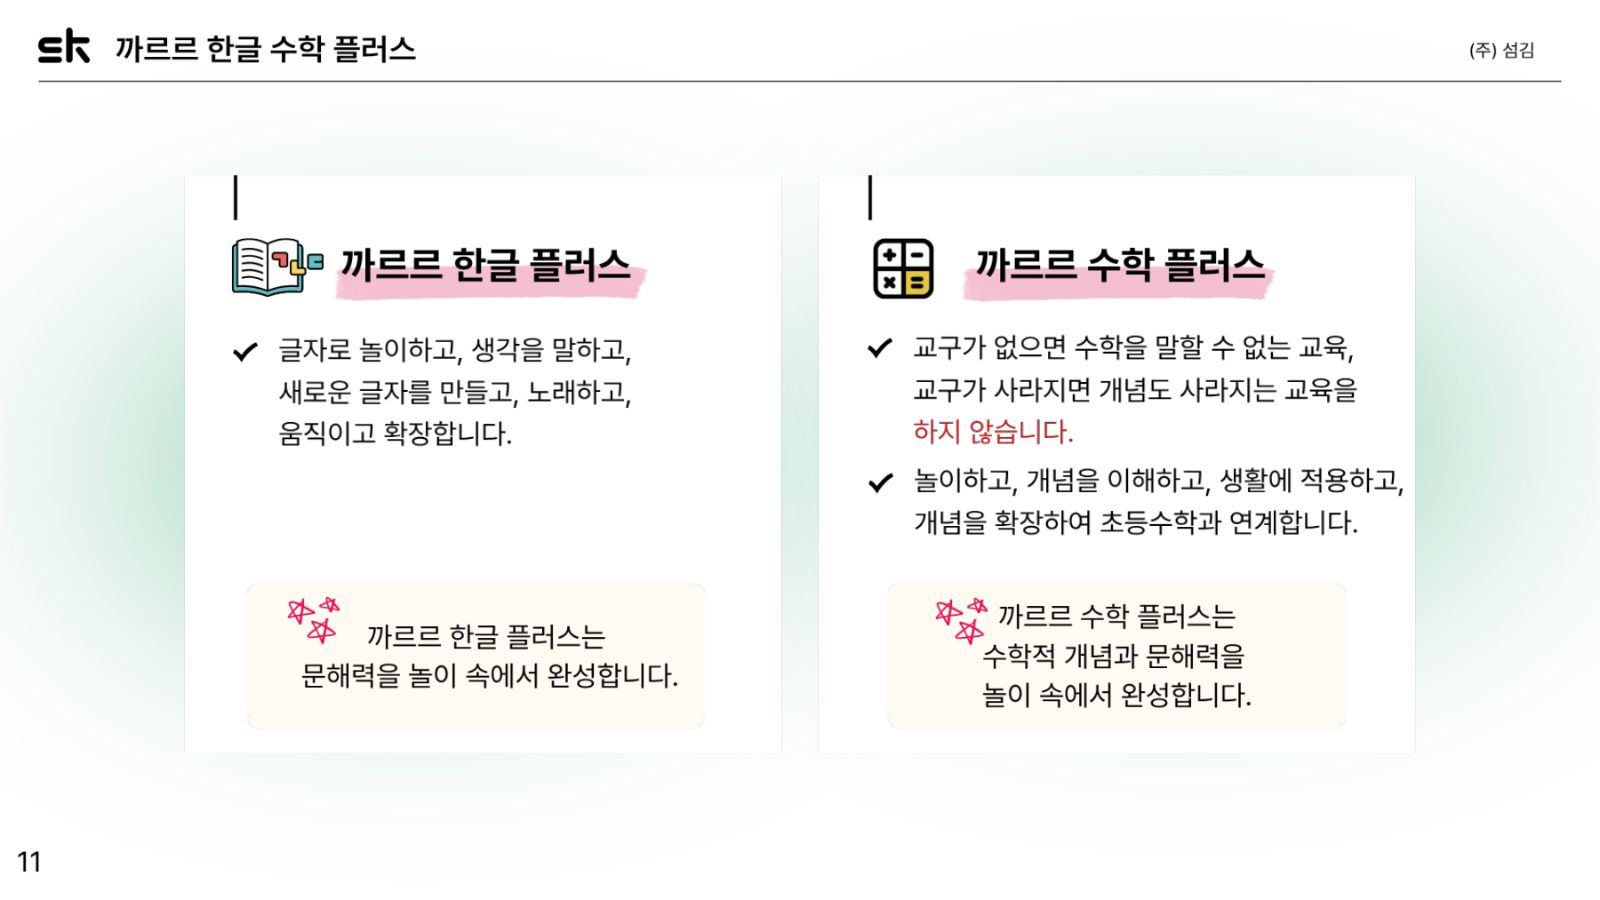 sk 까르르 한글 수학 플러스
(주) 섬김
까르르 한글 플러스
글자로 놀이하고, 생각을 말하고,
새로운 글자를 만들고, 노래하고,
움직이고 확장합니다.
까르르 한글 플러스는
문해력을 놀이 속에서 완성합니다.
까르르 수학 플러스
교구가 없으면 수학을 말할 수 없는 교육,
교구가 사라지면 개념도 사라지는 교육을
하지 않습니다.
놀이하고, 개념을 이해하고, 생활에 적용하고,
개념을 확장하여 초등수학과 연계합니다.
까르르 수학 플러스는
수학적 개념과 문해력을
놀이 속에서 완성합니다.
11